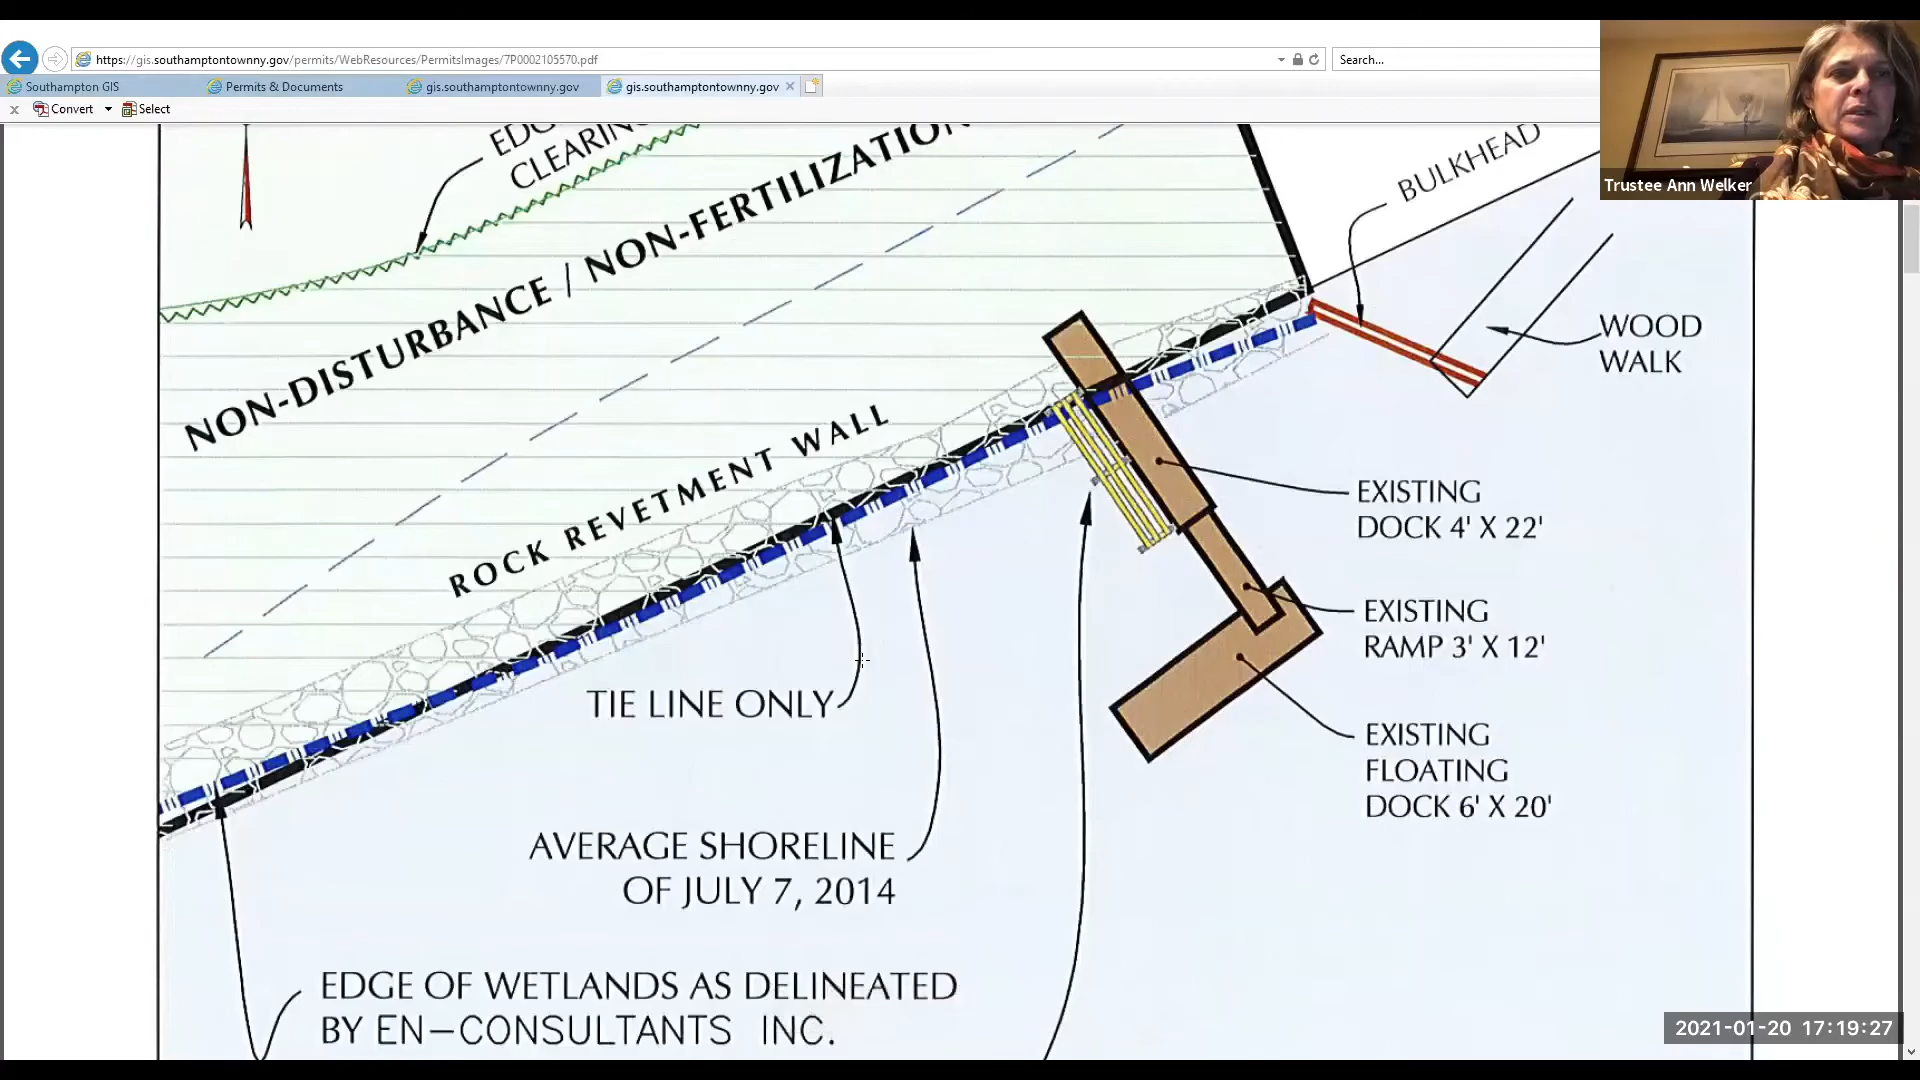 https://gis.southamptontownny.gov/permits/WebResources/PermitsImages/7P0002105570.pdf
Search...
Southampton GIS
Permits & Documents
gis.southamptontownny.gov
gis.southamptontownny.gov
x Convert Select
Trustee Ann Welker
CLEARING
BULKHEAD
NON-DISTURBANCE / NON-FERTILIZATION
WOOD
WALK
ROCK REVETMENT WALL
EXISTING
DOCK 4' X 22'
EXISTING
RAMP 3' X 12'
TIE LINE ONLY
EXISTING
FLOATING
DOCK 6' X 20'
AVERAGE SHORELINE
OF JULY 7, 2014
EDGE OF WETLANDS AS DELINEATED
BY EN-CONSULTANTS INC.
2021-01-20 17:19:27